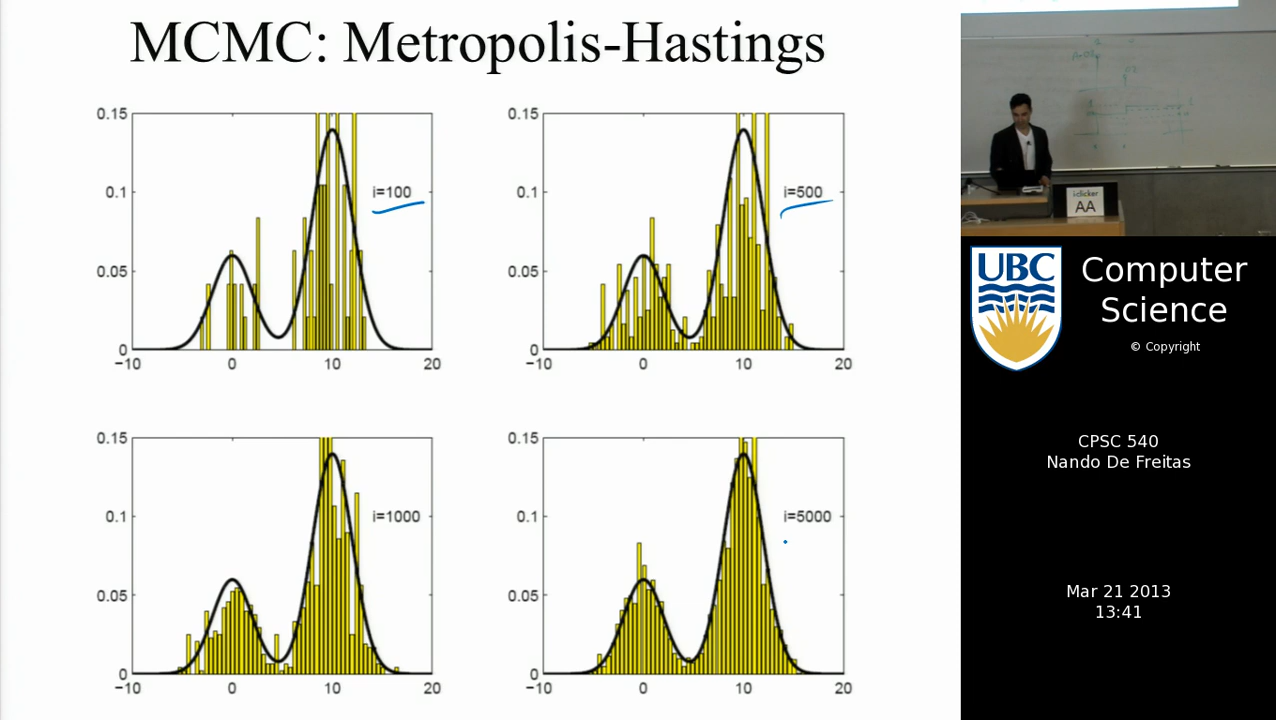 MCMC: Metropolis-Hastings
0.15
0.1
0.05
0
−10 0 10 20
i=100
0.15
0.1
0.05
0
−10 0 10 20
i=500
0.15
0.1
0.05
0
−10 0 10 20
i=1000
0.15
0.1
0.05
0
−10 0 10 20
i=5000
i-clicker
AA
UBC
Computer
Science
© Copyright
CPSC 540
Nando De Freitas
Mar 21 2013
13:41